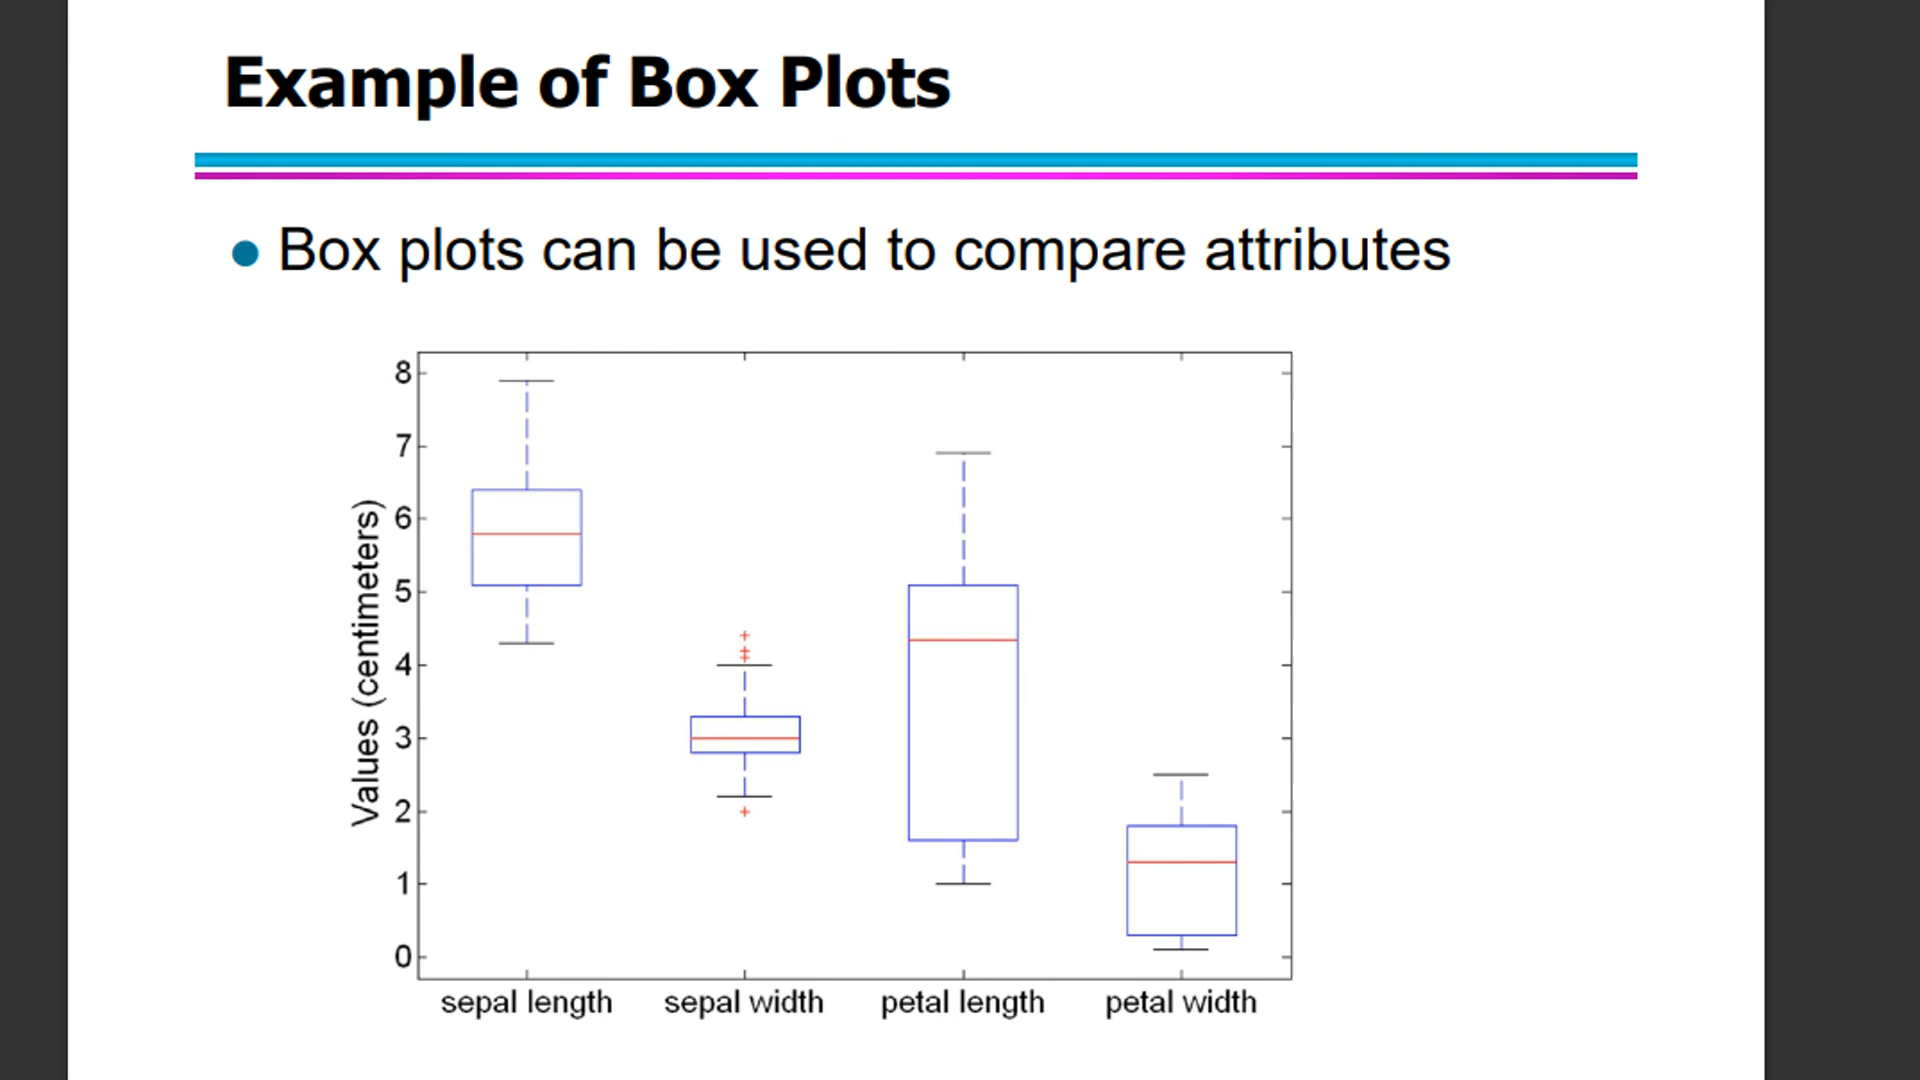 Example of Box Plots
Box plots can be used to compare attributes
8
7
6
5
4
3
2
1
0
Values (centimeters)
sepal length
sepal width
petal length
petal width